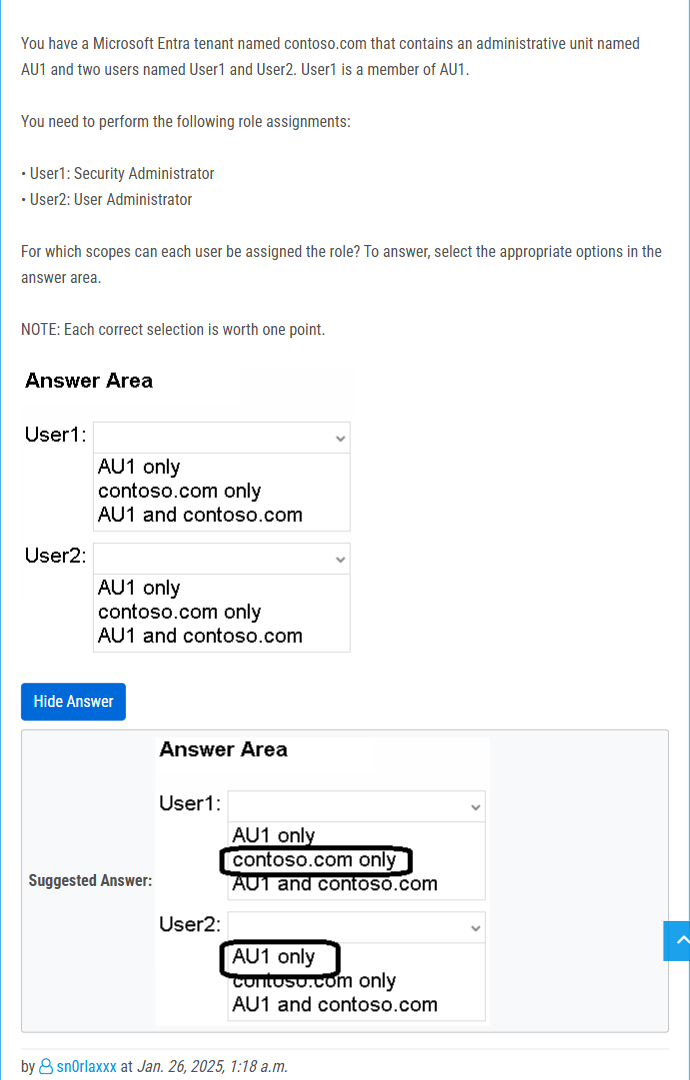 You have a Microsoft Entra tenant named contoso.com that contains an administrative unit named
AU1 and two users named User1 and User2. User1 is a member of AU1.
You need to perform the following role assignments:
• User1: Security Administrator
• User2: User Administrator
For which scopes can each user be assigned the role? To answer, select the appropriate options in the
answer area.
NOTE: Each correct selection is worth one point.
Answer Area
User1:
AU1 only
contoso.com only
AU1 and contoso.com
User2:
AU1 only
contoso.com only
AU1 and contoso.com
Hide Answer
Suggested Answer:
Answer Area
User1:
AU1 only
contoso.com only
AU1 and contoso.com
User2:
AU1 only
contoso.com only
AU1 and contoso.com
by sn0rlaxxx at Jan. 26, 2025, 1:18 a.m.